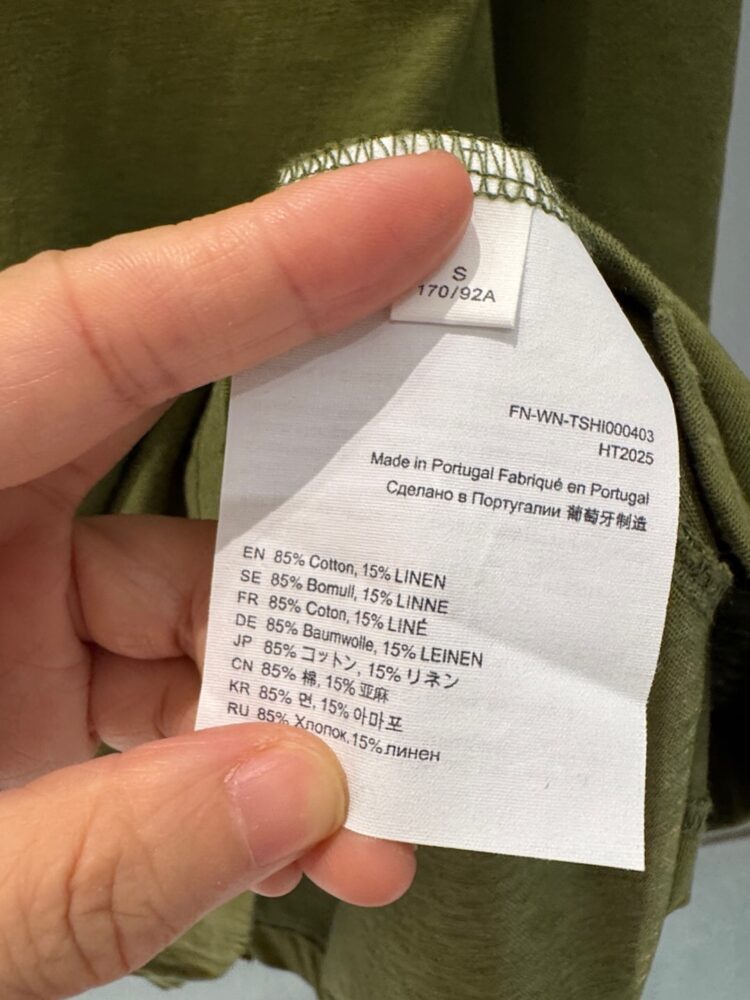 S
170/92A
FN-WN-TSHI000403
HT2025
Made in Portugal Fabriqué en Portugal
Сделано в Португалии 葡萄牙制造
EN 85% Cotton, 15% LINEN
SE 85% Bomull, 15% LINNE
FR 85% Coton, 15% LINÉ
DE 85% Baumwolle, 15% LEINEN
JP 85% コットン, 15% リネン
CN 85% 棉, 15% 亚麻
KR 85% 면, 15% 아마포
RU 85% Хлопок.15% линен